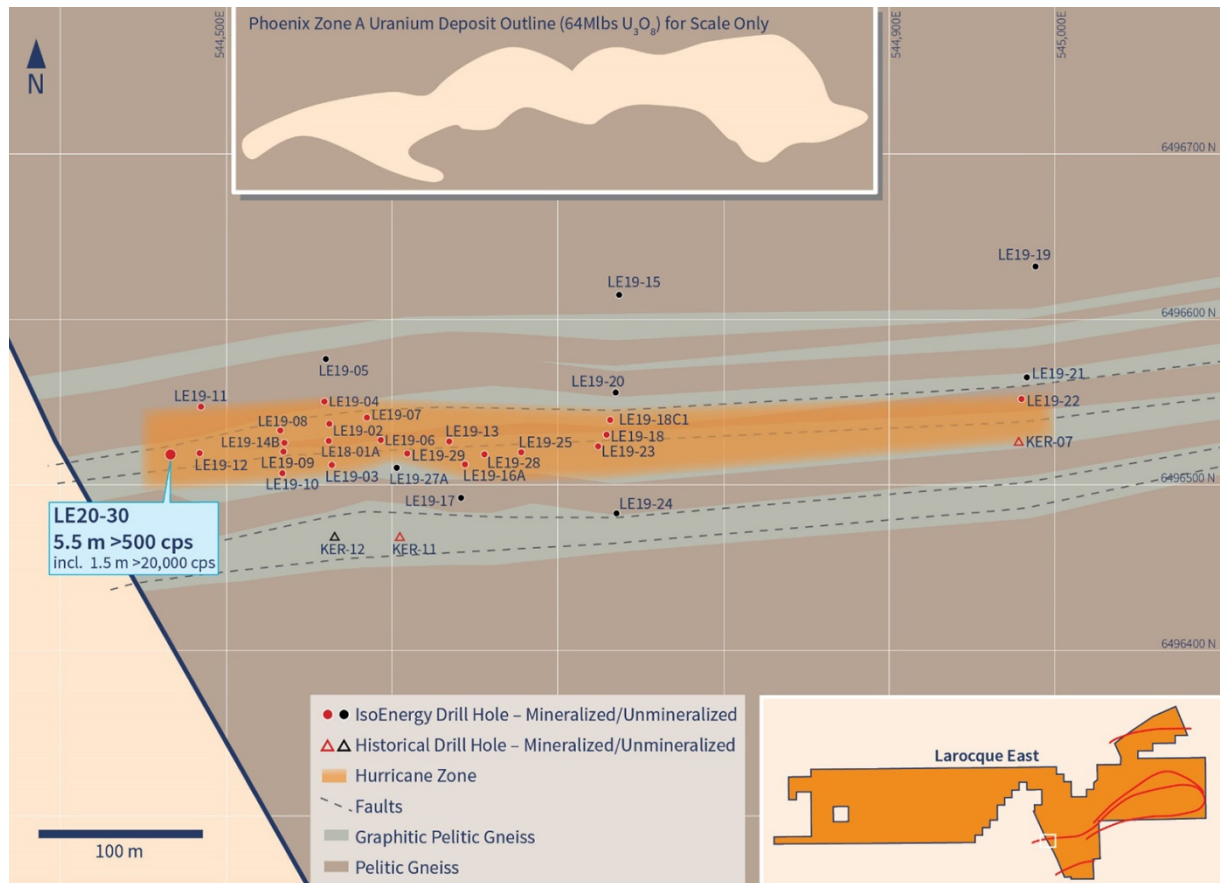 Phoenix Zone A Uranium Deposit Outline (64Mlbs U₃O₈) for Scale Only
544,500E
544,900E
545,000E
N
6496700 N
LE19-19
LE19-15
6496600 N
LE19-05
LE19-20
LE19-21
LE19-11
LE19-04
LE19-22
LE19-08
LE19-07
LE19-18C1
LE19-02
LE19-13
LE19-14B
LE19-06
LE19-25
LE19-18
KER-07
LE18-01A
LE19-23
LE19-12
LE19-09
LE19-29
LE19-28
LE19-10
LE19-03
LE19-27A
LE19-16A
6496500 N
LE19-17
LE19-24
LE20-30
5.5 m >500 cps
incl. 1.5 m >20,000 cps
KER-12
KER-11
6496400 N
IsoEnergy Drill Hole – Mineralized/Unmineralized
Historical Drill Hole – Mineralized/Unmineralized
Hurricane Zone
Faults
Graphitic Pelitic Gneiss
Pelitic Gneiss
100 m
Larocque East